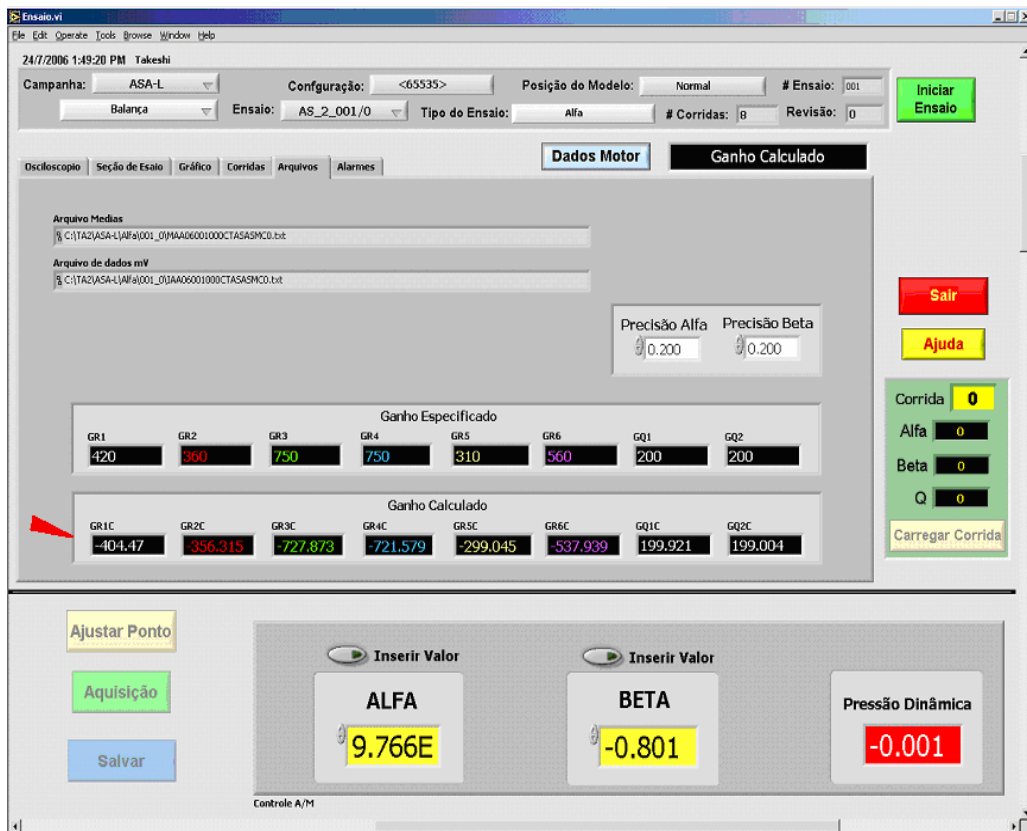 Ensaio.vi
File Edit Operate Tools Browse Window Help
24/7/2006 1:49:20 PM Takeshi
Campanha: ASA-L Confguração: <65535> Posição do Modelo: Normal # Ensaio: 001 Iniciar Ensaio
Balança Ensaio: AS_2_001/0 Tipo do Ensaio: Alfa # Corridas: 8 Revisão: 0
Dados Motor Ganho Calculado
Osciloscopio Seção de Esaio Gráfico Corridas Arquivos Alarmes
Arquivo Medias
C:\TA2\ASA-L\Alfa\001_0\MAA06001000CTASASMC0.txt
Arquivo de dados mV
C:\TA2\ASA-L\Alfa\001_0\IAA06001000CTASASMC0.txt
Sair
Precisão Alfa Precisão Beta
0.200 0.200
Ajuda
Ganho Especificado
GR1 GR2 GR3 GR4 GR5 GR6 GQ1 GQ2
420 360 750 750 310 560 200 200
Ganho Calculado
GR1C GR2C GR3C GR4C GR5C GR6C GQ1C GQ2C
-404.47 -356.315 -727.873 -721.579 -299.045 -537.939 199.921 199.004
Corrida 0
Alfa 0
Beta 0
Q 0
Carregar Corrida
Ajustar Ponto
Aquisição
Salvar
Inserir Valor
ALFA
9.766E
Inserir Valor
BETA
-0.801
Pressão Dinâmica
-0.001
Controle A/M